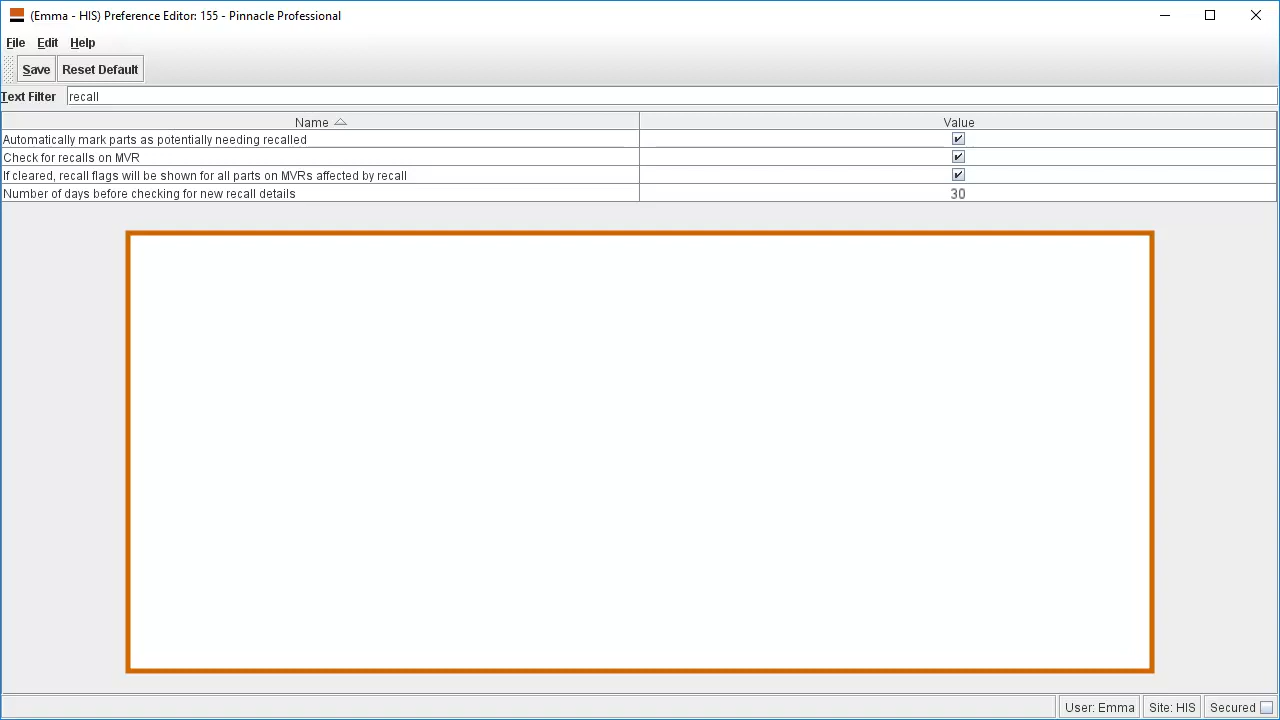 (Emma - HIS) Preference Editor: 155 - Pinnacle Professional
File Edit Help
Save Reset Default
Text Filter recall
Name Value
Automatically mark parts as potentially needing recalled
Check for recalls on MVR
If cleared, recall flags will be shown for all parts on MVRs affected by recall
Number of days before checking for new recall details 30
User: Emma Site: HIS Secured